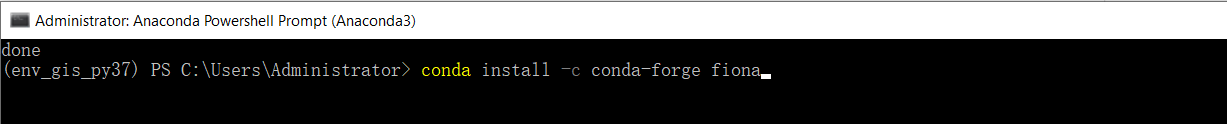 Administrator: Anaconda Powershell Prompt (Anaconda3)
done
(env_gis_py37) PS C:\Users\Administrator> conda install -c conda-forge fiona